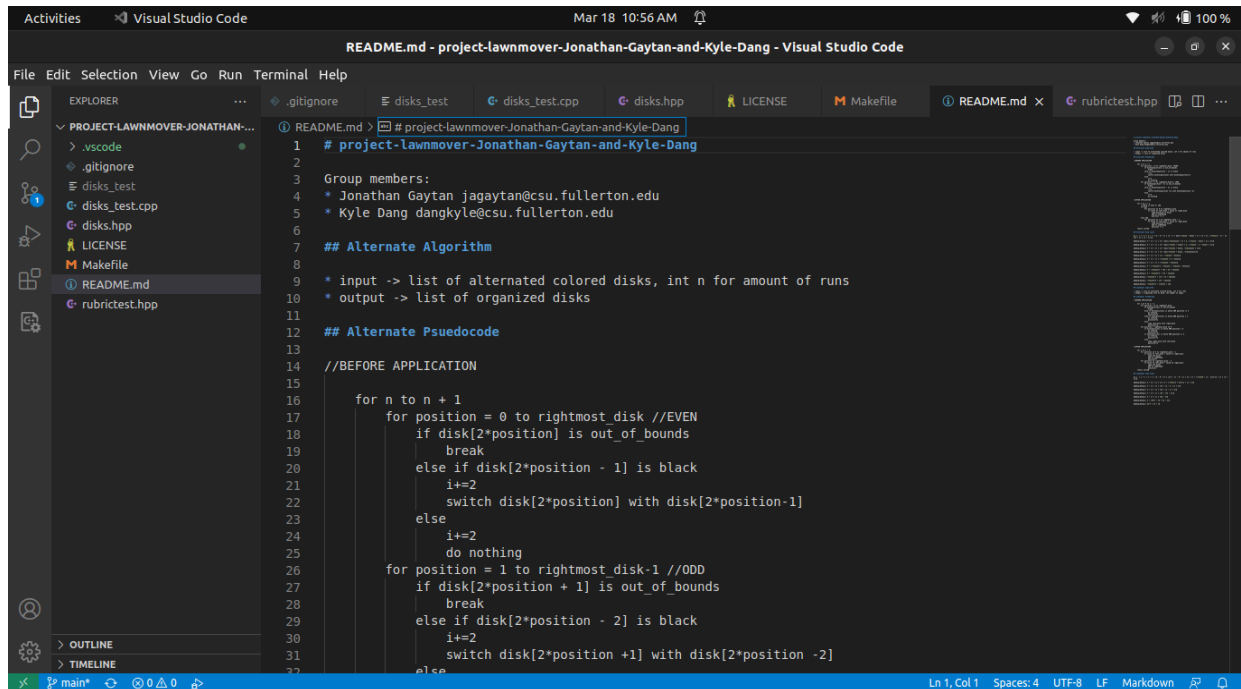 Activities Visual Studio Code Mar 18 10:56 AM 100 %
README.md - project-lawnmover-Jonathan-Gaytan-and-Kyle-Dang - Visual Studio Code
File Edit Selection View Go Run Terminal Help
EXPLORER
PROJECT-LAWNMOVER-JONATHAN-...
.vscode
.gitignore
disks_test
disks_test.cpp
disks.hpp
LICENSE
Makefile
README.md
rubrictest.hpp
OUTLINE
TIMELINE
.gitignore disks_test disks_test.cpp disks.hpp LICENSE Makefile README.md rubrictest.hpp
README.md > # project-lawnmover-Jonathan-Gaytan-and-Kyle-Dang
1 # project-lawnmover-Jonathan-Gaytan-and-Kyle-Dang
2
3 Group members:
4 * Jonathan Gaytan jagaytan@csu.fullerton.edu
5 * Kyle Dang dangkyle@csu.fullerton.edu
6
7 ## Alternate Algorithm
8
9 * input -> list of alternated colored disks, int n for amount of runs
10 * output -> list of organized disks
11
12 ## Alternate Psuedocode
13
14 //BEFORE APPLICATION
15
16 for n to n + 1
17 for position = 0 to rightmost_disk //EVEN
18 if disk[2*position] is out_of_bounds
19 break
20 else if disk[2*position - 1] is black
21 i+=2
22 switch disk[2*position] with disk[2*position-1]
23 else
24 i+=2
25 do nothing
26 for position = 1 to rightmost_disk-1 //ODD
27 if disk[2*position + 1] is out_of_bounds
28 break
29 else if disk[2*position - 2] is black
30 i+=2
31 switch disk[2*position +1] with disk[2*position -2]
32 else
1
main* 0 0 Ln 1, Col 1 Spaces: 4 UTF-8 LF Markdown